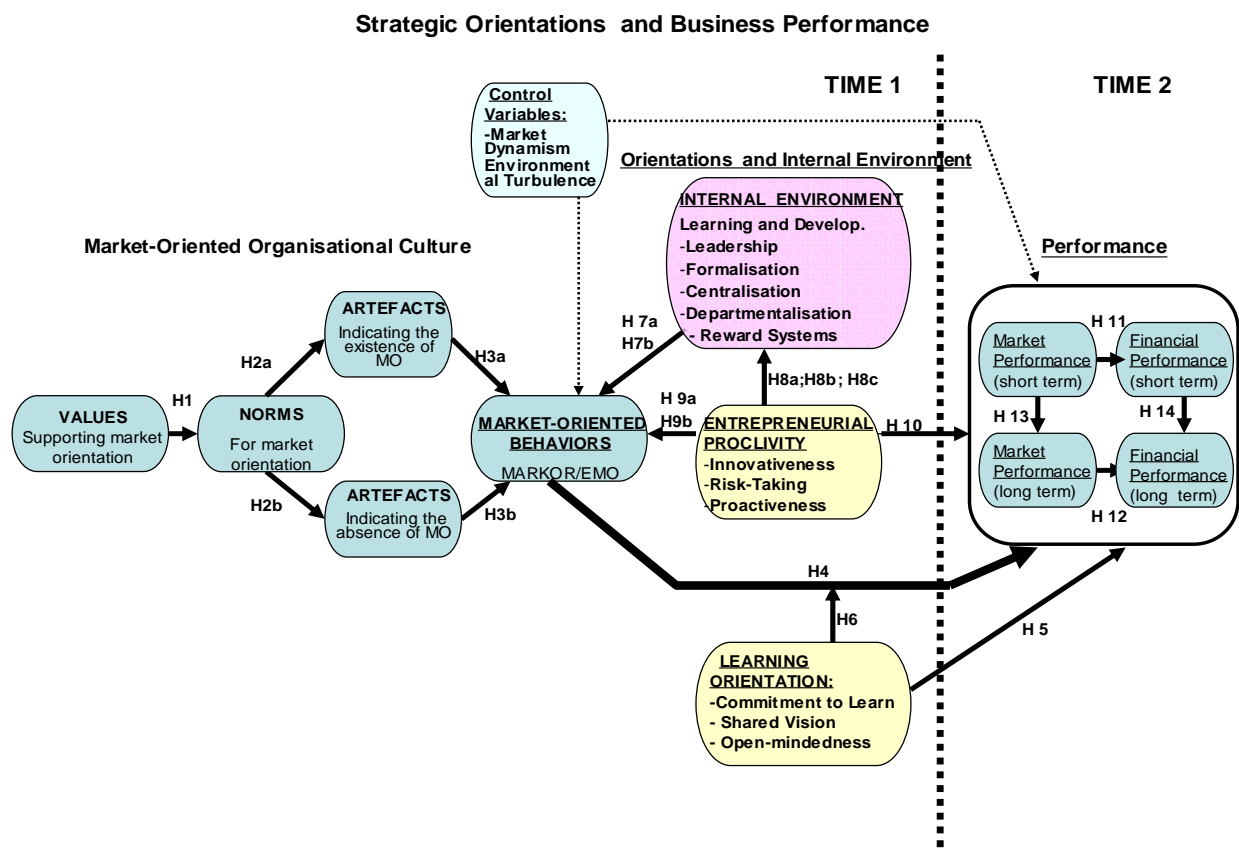 Strategic Orientations and Business Performance
TIME 1
TIME 2
Control
Variables:
-Market
Dynamism
Environment
al Turbulence
Orientations and Internal Environment
INTERNAL ENVIRONMENT
Learning and Develop.
-Leadership
-Formalisation
-Centralisation
-Departmentalisation
- Reward Systems
Market-Oriented Organisational Culture
Performance
ARTEFACTS
Indicating the
existence of
MO
H 7a
H7b
H 11
Market
Performance
(short term)
Financial
Performance
(short term)
H2a
H3a
H8a;H8b; H8c
H1
VALUES
Supporting market
orientation
NORMS
For market
orientation
MARKET-ORIENTED
BEHAVIORS
MARKOR/EMO
H 9a
H9b
ENTREPRENEURIAL
PROCLIVITY
-Innovativeness
-Risk-Taking
-Proactiveness
H 10
H 13
H 14
Market
Performance
(long term)
Financial
Performance
(long term)
H 12
H2b
ARTEFACTS
Indicating the
absence of MO
H3b
H4
H6
H 5
LEARNING
ORIENTATION:
-Commitment to Learn
- Shared Vision
- Open-mindedness